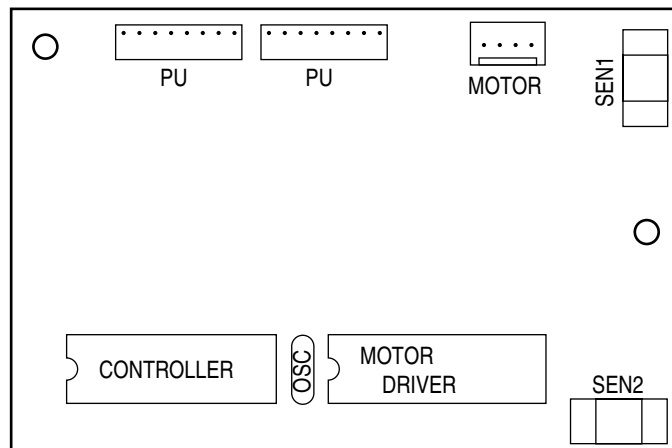 PU
PU
MOTOR
SEN1
CONTROLLER
OSC
MOTOR
DRIVER
SEN2